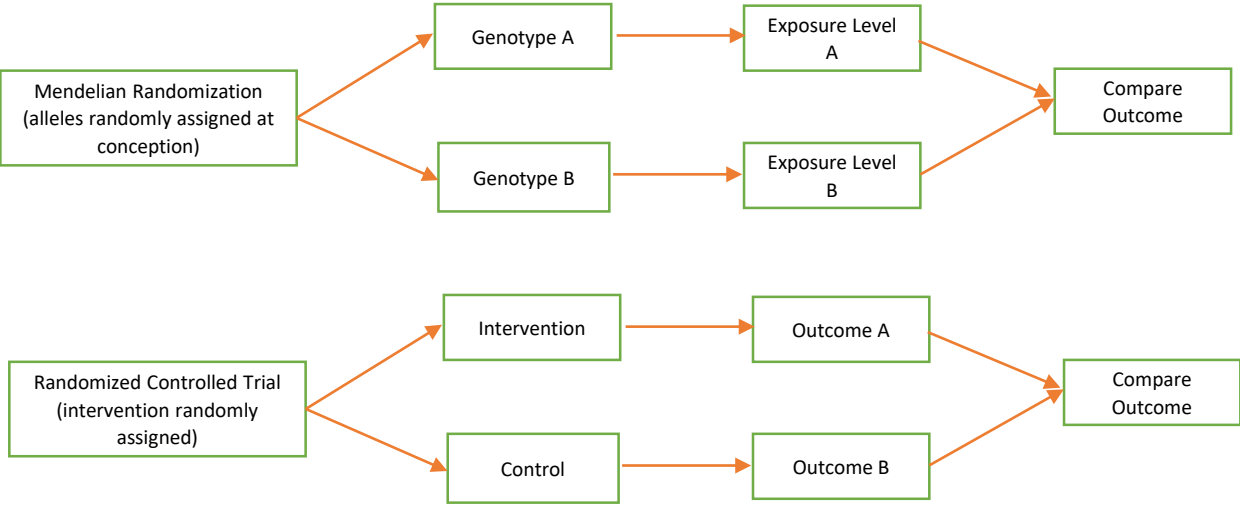 Mendelian Randomization
(alleles randomly assigned at
conception)
Genotype A
Exposure Level
A
Genotype B
Exposure Level
B
Compare
Outcome
Randomized Controlled Trial
(intervention randomly
assigned)
Intervention
Outcome A
Control
Outcome B
Compare
Outcome